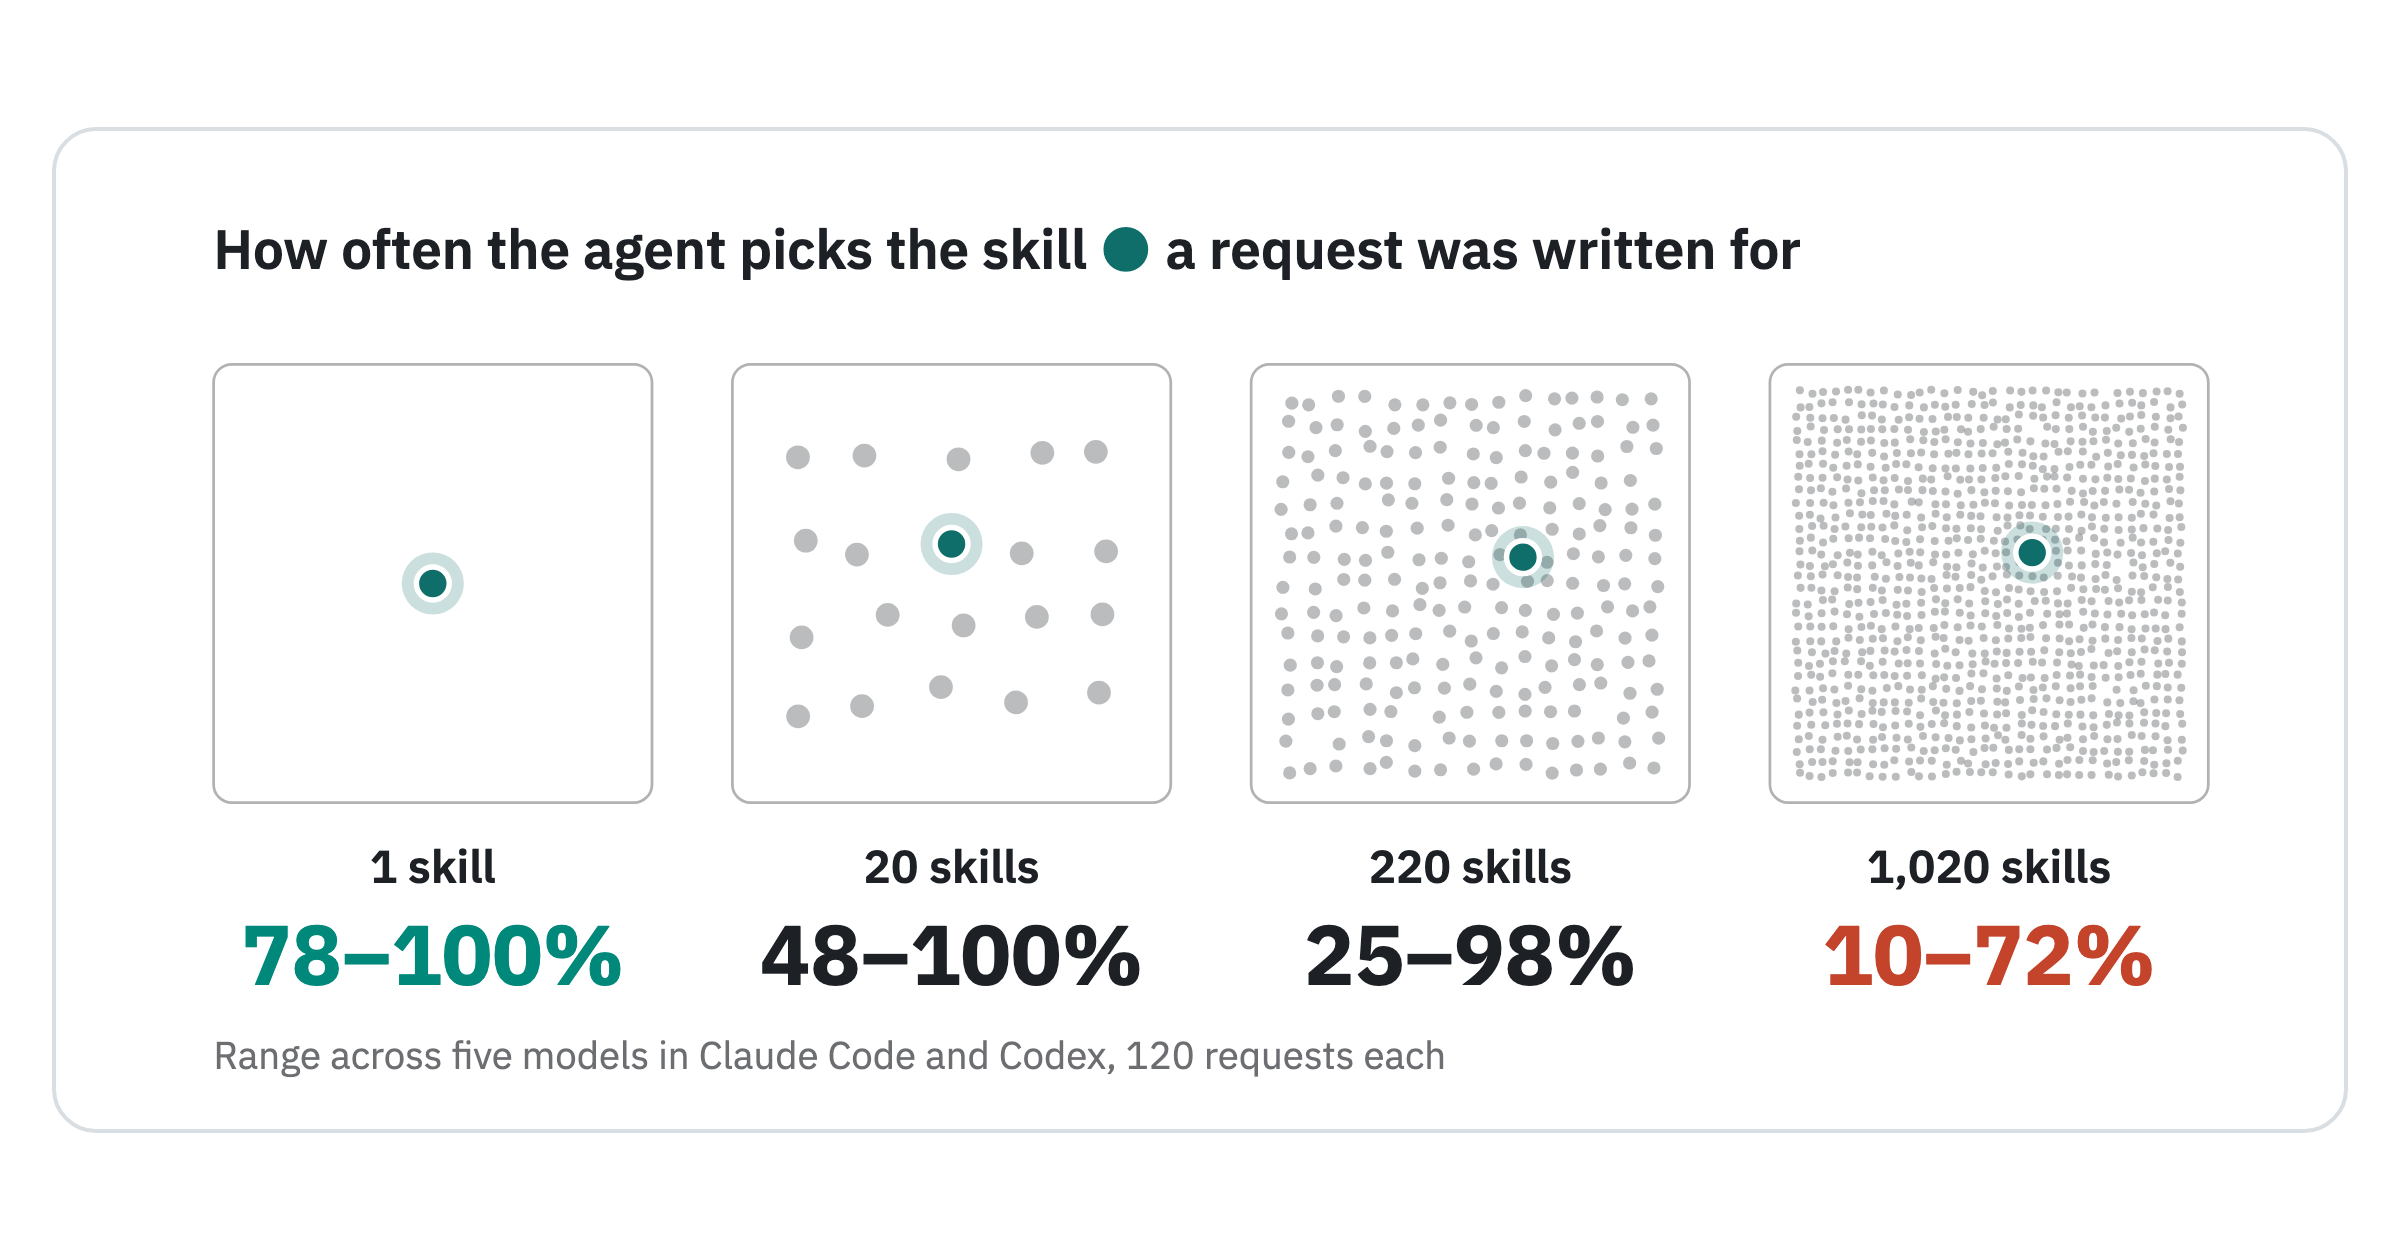 How often the agent picks the skill a request was written for
1 skill
78–100%
20 skills
48–100%
220 skills
25–98%
1,020 skills
10–72%
Range across five models in Claude Code and Codex, 120 requests each